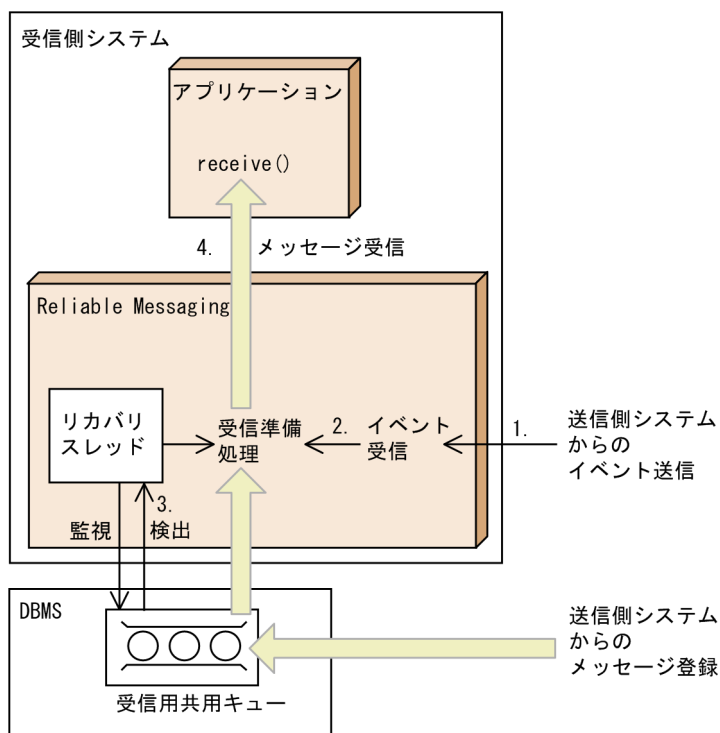 受信側システム
アプリケーション
receive()
4. メッセージ受信
Reliable Messaging
リカバリ
スレッド
受信準備
処理
2. イベント
受信
1.
送信側システム
からの
イベント送信
3.
監視
検出
DBMS
受信用共用キュー
送信側システム
からの
メッセージ登録